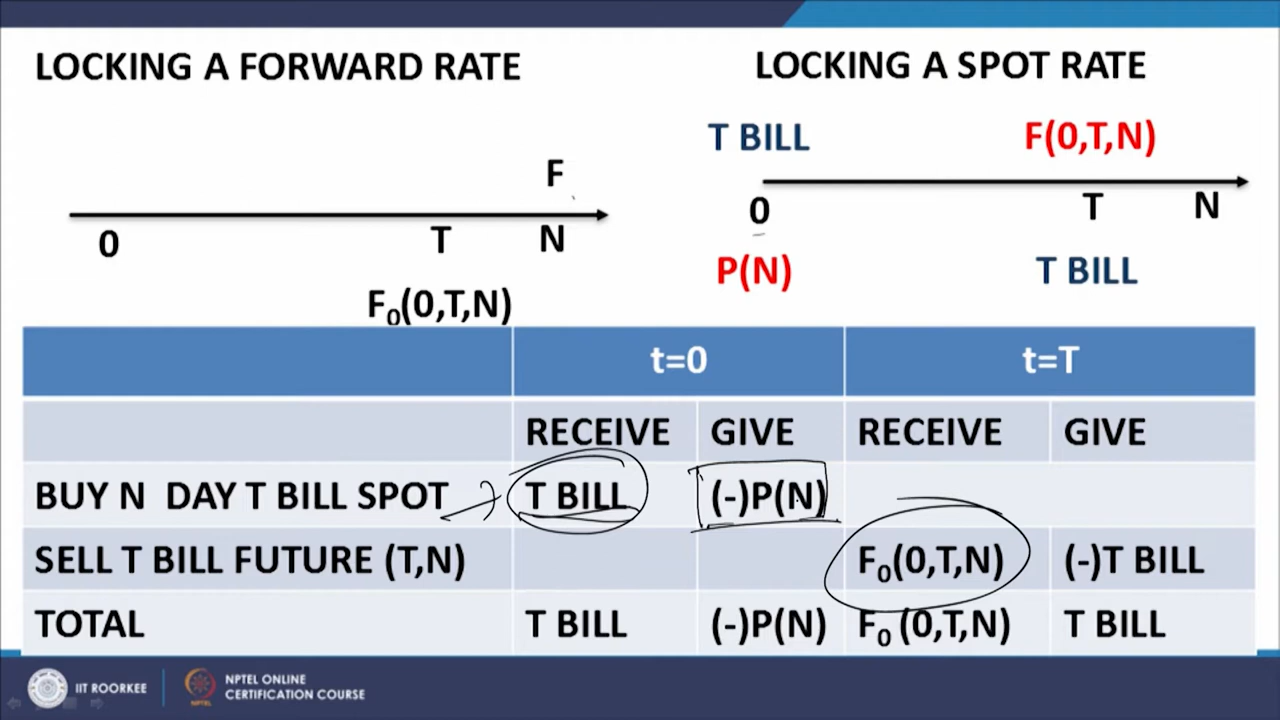 LOCKING A FORWARD RATE
LOCKING A SPOT RATE
T BILL
F(0,T,N)
F
0
T
N
0
T
N
P(N)
T BILL
F₀(0,T,N)
t=0
t=T
RECEIVE GIVE RECEIVE GIVE
BUY N DAY T BILL SPOT T BILL (-)P(N)
SELL T BILL FUTURE (T,N) F₀(0,T,N) (-)T BILL
TOTAL T BILL (-)P(N) F₀ (0,T,N) T BILL
IIT ROORKEE
NPTEL
NPTEL ONLINE
CERTIFICATION COURSE